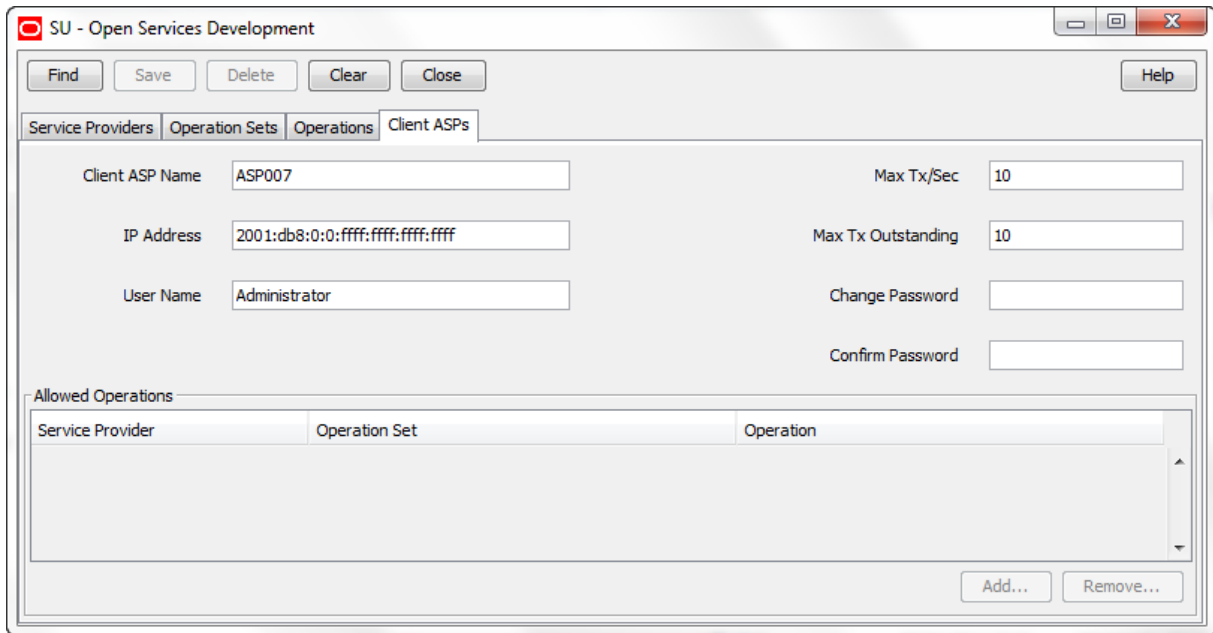 SU - Open Services Development
Find Save Delete Clear Close Help
Service Providers Operation Sets Operations Client ASPs
Client ASP Name ASP007 Max Tx/Sec 10
IP Address 2001:db8:0:0:ffff:ffff:ffff:ffff Max Tx Outstanding 10
User Name Administrator Change Password
Confirm Password
Allowed Operations
Service Provider Operation Set Operation
Add... Remove...